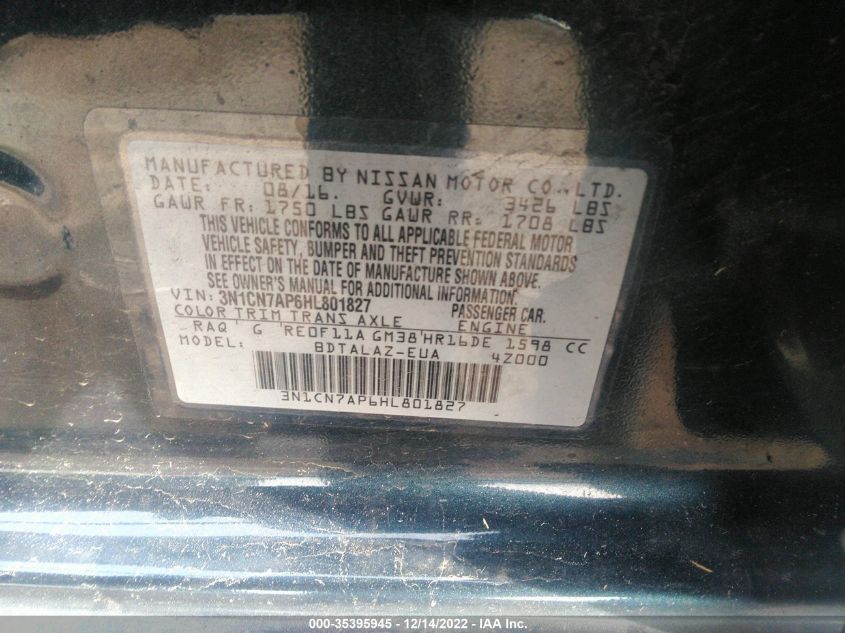 MANUFACTURED BY NISSAN MOTOR CO., LTD.
DATE: 08/16. GVWR: 3426 LBS
GAWR FR: 1750 LBS GAWR RR: 1708 LBS
THIS VEHICLE CONFORMS TO ALL APPLICABLE FEDERAL MOTOR
VEHICLE SAFETY, BUMPER AND THEFT PREVENTION STANDARDS
IN EFFECT ON THE DATE OF MANUFACTURE SHOWN ABOVE.
SEE OWNER'S MANUAL FOR ADDITIONAL INFORMATION.
VIN: 3N1CN7AP6HL801827 PASSENGER CAR.
COLOR TRIM TRANS AXLE ENGINE
RAQ G RE0F11A GM38 HR16DE 1598 CC
MODEL: BDTALAZ-EUA 4Z000
3N1CN7AP6HL801827
000-35395945 - 12/14/2022 - IAA Inc.